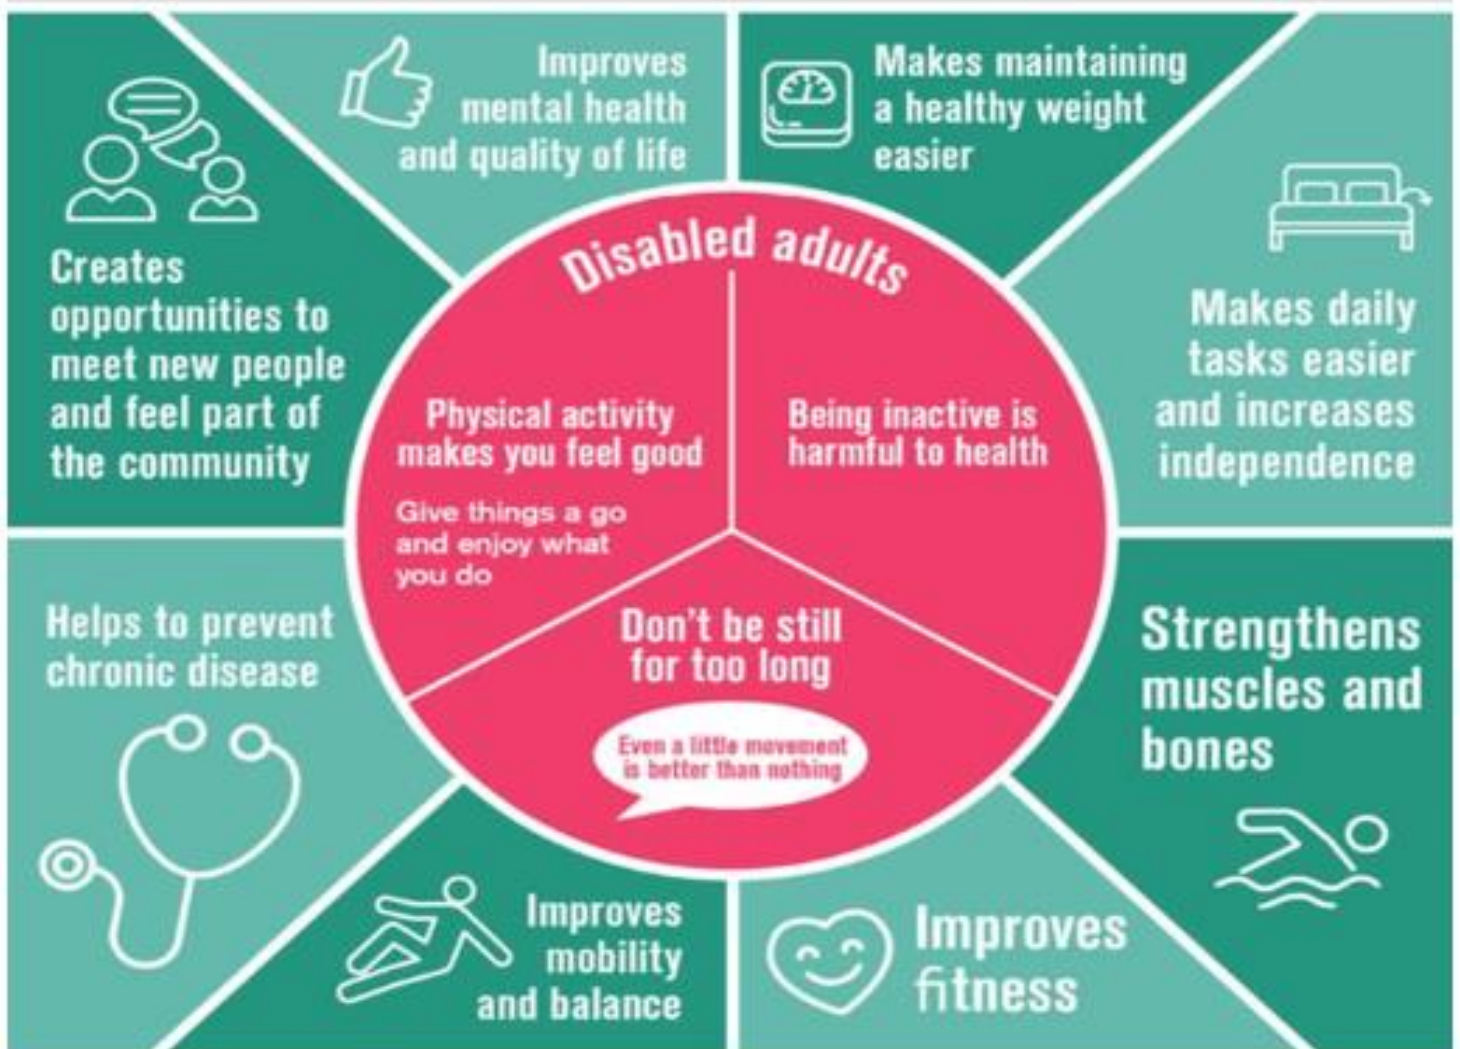 Improves
mental health
and quality of life
Makes maintaining
a healthy weight
easier
Creates
opportunities to
meet new people
and feel part of
the community
Makes daily
tasks easier
and increases
independence
Disabled adults
Physical activity
makes you feel good
Give things a go
and enjoy what
you do
Being inactive is
harmful to health
Don't be still
for too long
Even a little movement
is better than nothing
Helps to prevent
chronic disease
Strengthens
muscles and
bones
Improves
mobility
and balance
Improves
fitness